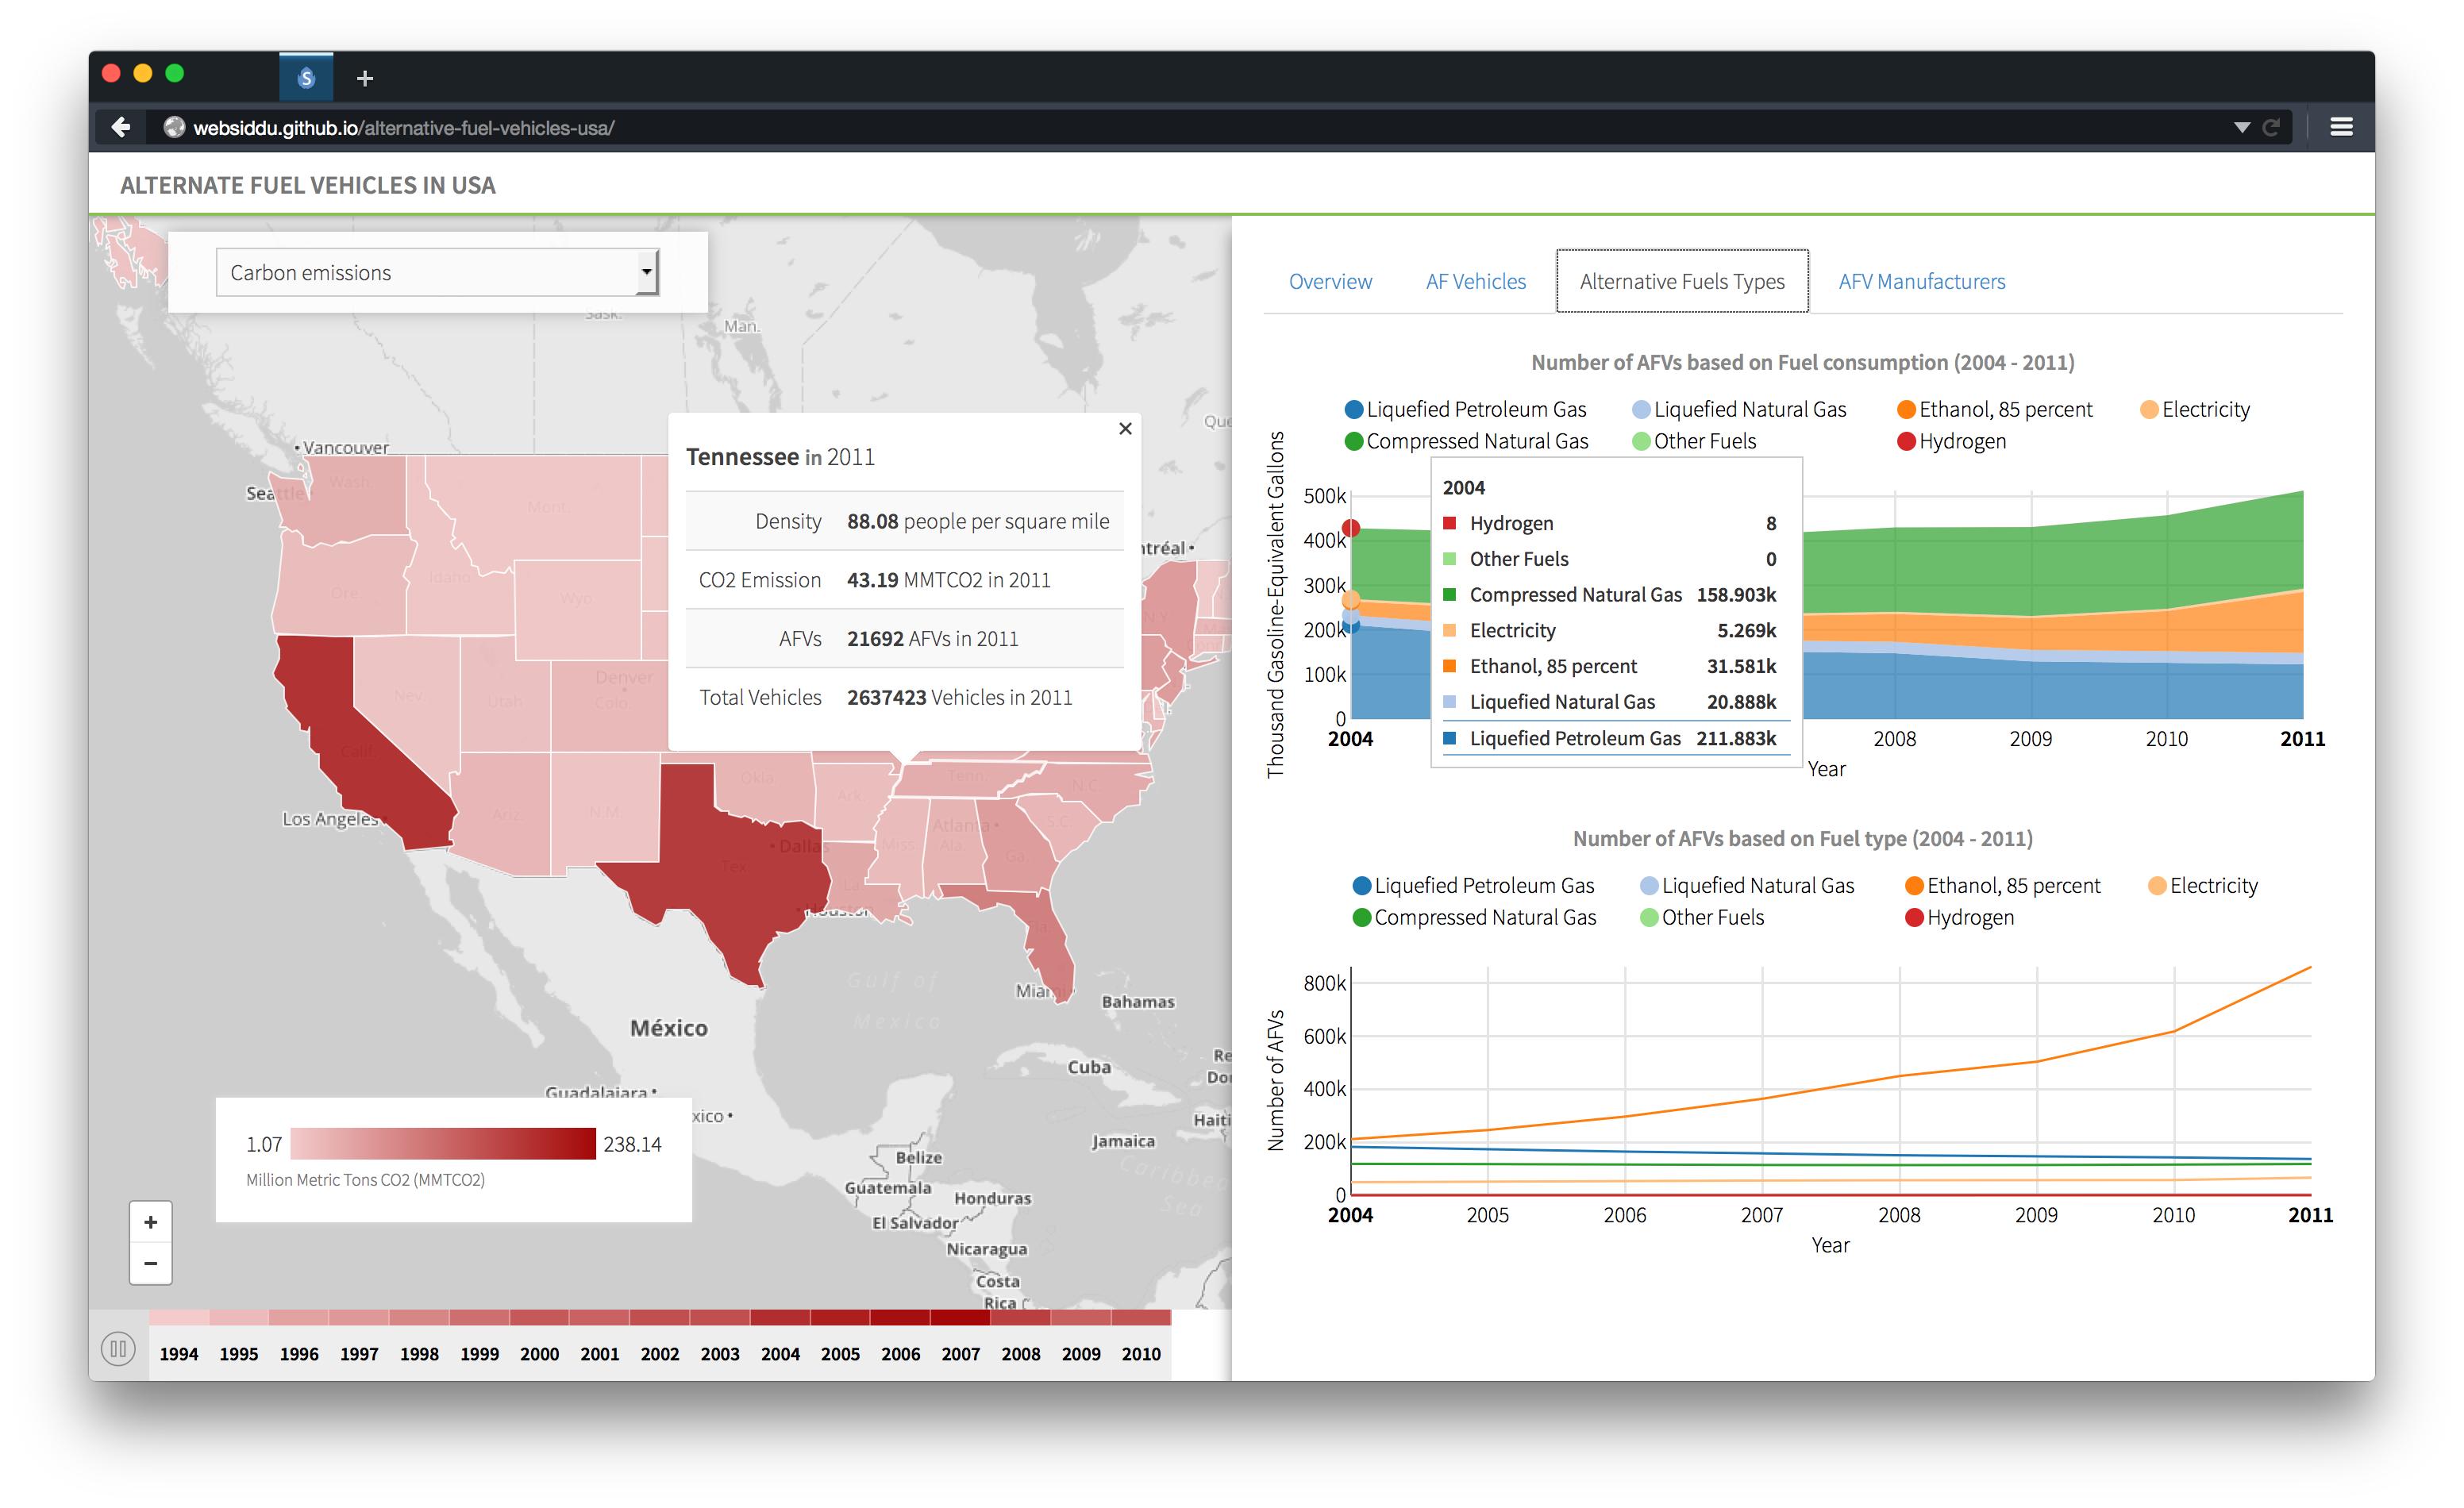 S
+
websiddu.github.io/alternative-fuel-vehicles-usa/
ALTERNATE FUEL VEHICLES IN USA
Carbon emissions
Sask.
Man.
Que
Vancouver
Seattle
Wash.
Mont.
Ore.
Idaho
Wyo.
Nev.
Utah
Denver
Colo.
Calif.
Los Angeles
Ariz.
N.M.
Okla.
Ark.
Tenn.
N.C.
Atlanta
S.C.
Miss.
Ala.
Ga.
Dallas
Tex.
La.
Houston
ntréal
N.Y.
Gulf of
Mexico
Miami
Bahamas
México
Cuba
Re
Do
Guadalajara
xico
Haiti
Jamaica
Belize
Caribbea
Sea
Guatemala
Honduras
El Salvador
Nicaragua
Costa
Rica
Tennessee in 2011
×
Density 88.08 people per square mile
CO2 Emission 43.19 MMTCO2 in 2011
AFVs 21692 AFVs in 2011
Total Vehicles 2637423 Vehicles in 2011
1.07 238.14
Million Metric Tons CO2 (MMTCO2)
+
−
1994 1995 1996 1997 1998 1999 2000 2001 2002 2003 2004 2005 2006 2007 2008 2009 2010
Overview AF Vehicles Alternative Fuels Types AFV Manufacturers
Number of AFVs based on Fuel consumption (2004 - 2011)
Liquefied Petroleum Gas Liquefied Natural Gas Ethanol, 85 percent Electricity
Compressed Natural Gas Other Fuels Hydrogen
Thousand Gasoline-Equivalent Gallons
500k
400k
300k
200k
100k
0
2004
Hydrogen 8
Other Fuels 0
Compressed Natural Gas 158.903k
Electricity 5.269k
Ethanol, 85 percent 31.581k
Liquefied Natural Gas 20.888k
Liquefied Petroleum Gas 211.883k
2004 2008 2009 2010 2011
Year
Number of AFVs based on Fuel type (2004 - 2011)
Liquefied Petroleum Gas Liquefied Natural Gas Ethanol, 85 percent Electricity
Compressed Natural Gas Other Fuels Hydrogen
Number of AFVs
800k
600k
400k
200k
0
2004 2005 2006 2007 2008 2009 2010 2011
Year